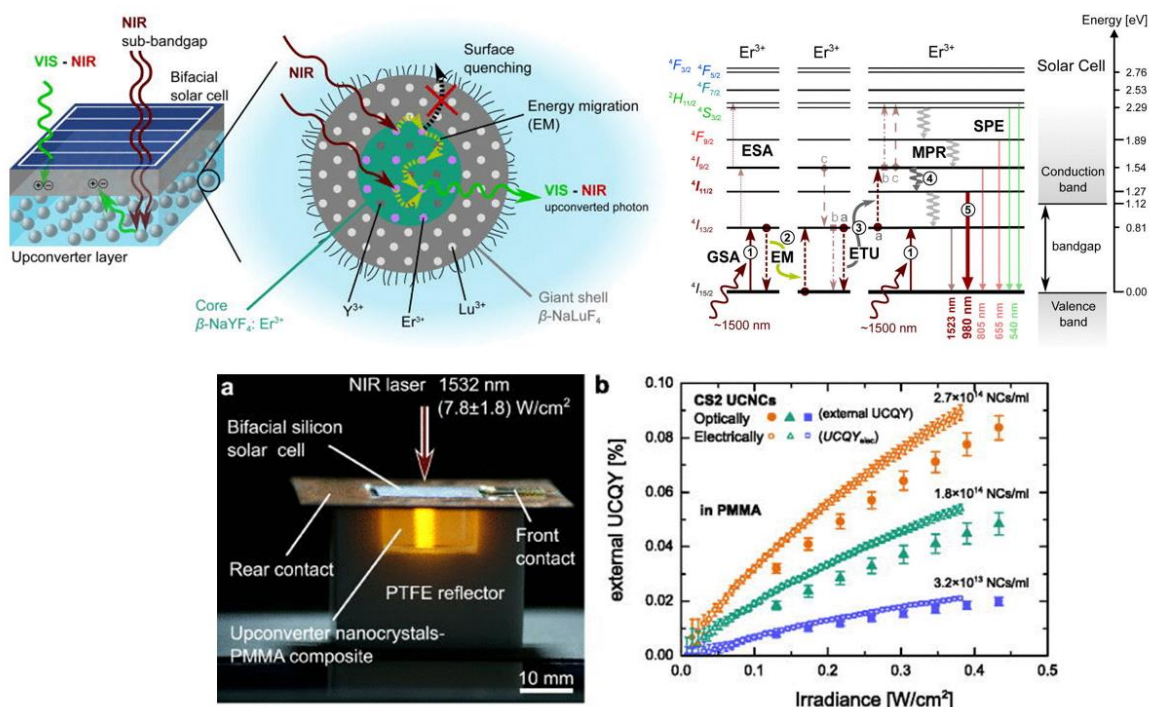 NIR
sub-bandgap
VIS - NIR
Bifacial
solar cell
Upconverter layer
NIR
Surface
quenching
Energy migration
(EM)
VIS - NIR
upconverted photon
Core
β-NaYF₄: Er³⁺
Y³⁺
Er³⁺
Lu³⁺
Giant shell
β-NaLuF₄
Er³⁺
Er³⁺
Er³⁺
Energy [eV]
Solar Cell
⁴F₃/₂
⁴F₅/₂
⁴F₇/₂
²H₁₁/₂
⁴S₃/₂
⁴F₉/₂
⁴I₉/₂
⁴I₁₁/₂
⁴I₁₃/₂
⁴I₁₅/₂
2.76
2.53
2.29
1.89
1.54
1.27
1.12
0.81
0.00
ESA
SPE
MPR
GSA
EM
ETU
1
2
3
1
4
5
c
b
a
b
c
a
~1500 nm
~1500 nm
1523 nm
980 nm
805 nm
655 nm
540 nm
Conduction
band
bandgap
Valence
band
a
NIR laser 1532 nm
(7.8±1.8) W/cm²
Bifacial silicon
solar cell
Rear contact
Front
contact
PTFE reflector
Upconverter nanocrystals-
PMMA composite
10 mm
b
external UCQY [%]
0.10
0.08
0.06
0.04
0.02
0.00
CS2 UCNCs
Optically (external UCQY)
Electrically (UCQYelec)
2.7×10¹⁴ NCs/ml
in PMMA
1.8×10¹⁴ NCs/ml
3.2×10¹³ NCs/ml
0.0 0.1 0.2 0.3 0.4 0.5
Irradiance [W/cm²]